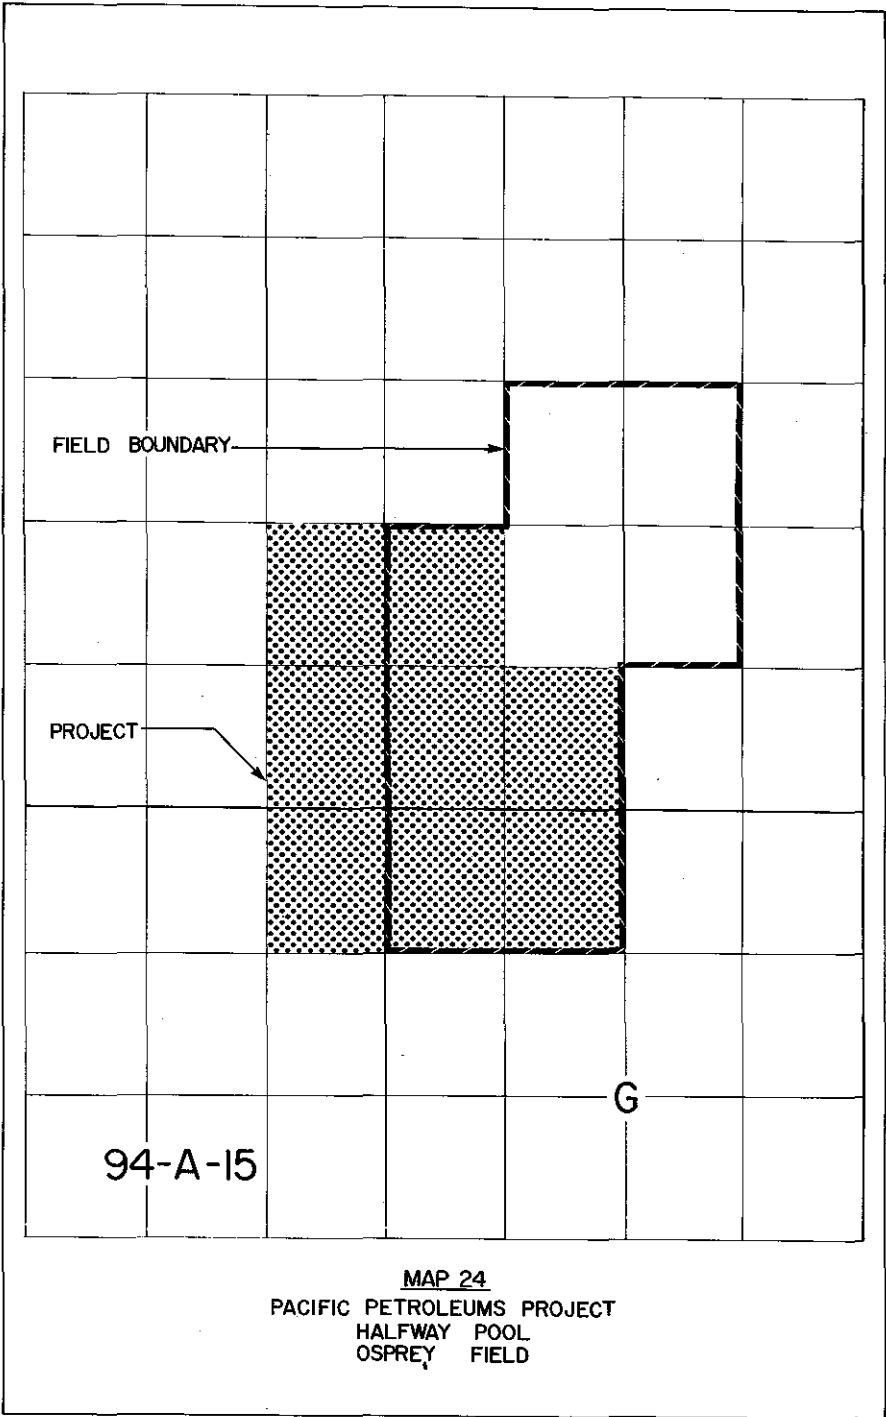 FIELD BOUNDARY
PROJECT
G
94-A-15
MAP 24
PACIFIC PETROLEUMS PROJECT
HALFWAY POOL
OSPREY FIELD